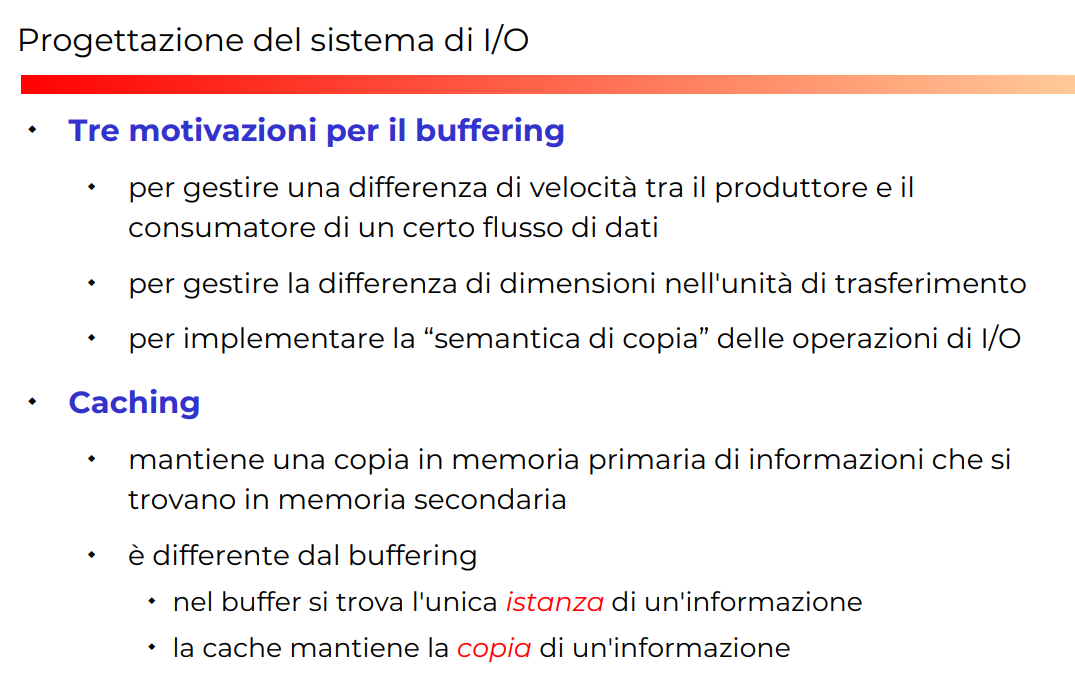 Progettazione del sistema di I/O
Tre motivazioni per il buffering
per gestire una differenza di velocità tra il produttore e il
consumatore di un certo flusso di dati
per gestire la differenza di dimensioni nell'unità di trasferimento
per implementare la “semantica di copia” delle operazioni di I/O
Caching
mantiene una copia in memoria primaria di informazioni che si
trovano in memoria secondaria
è differente dal buffering
nel buffer si trova l'unica istanza di un'informazione
la cache mantiene la copia di un'informazione